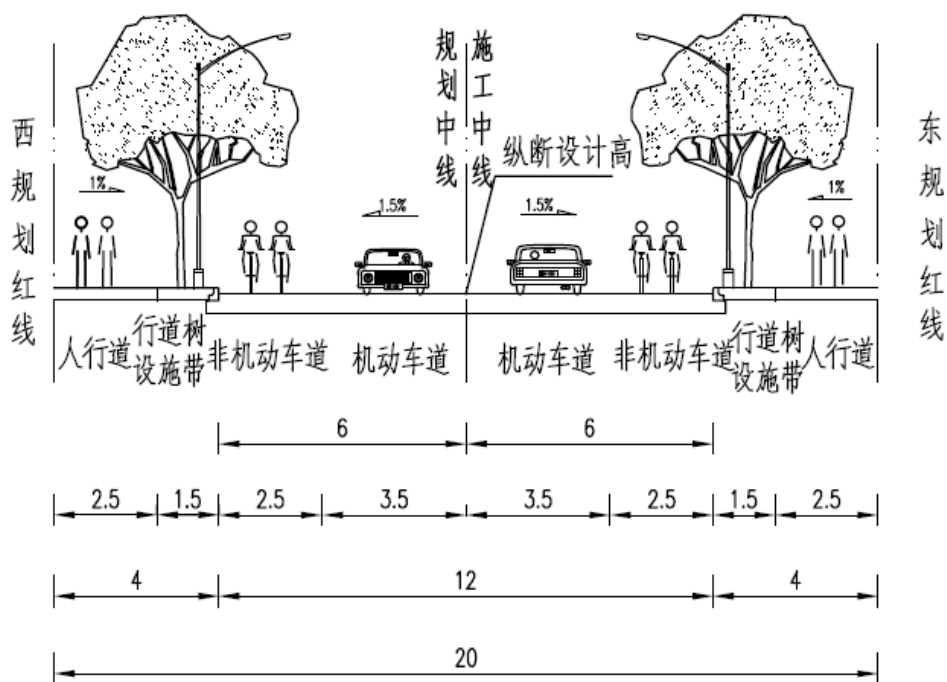 西规划红线
规划中线
施工中线
东规划红线
纵断设计高
1%
1.5%
1.5%
1%
人行道
行道树
设施带
非机动车道
机动车道
机动车道
非机动车道
行道树
设施带
人行道
6
6
2.5
1.5
2.5
3.5
3.5
2.5
1.5
2.5
4
12
4
20